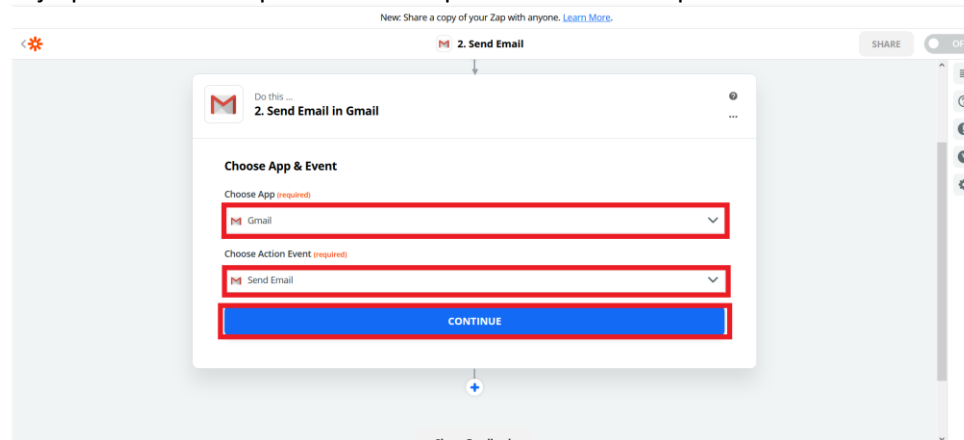 New: Share a copy of your Zap with anyone. Learn More.
2. Send Email
SHARE
Do this ...
2. Send Email in Gmail
...
Choose App & Event
Choose App (required)
Gmail
Choose Action Event (required)
Send Email
CONTINUE